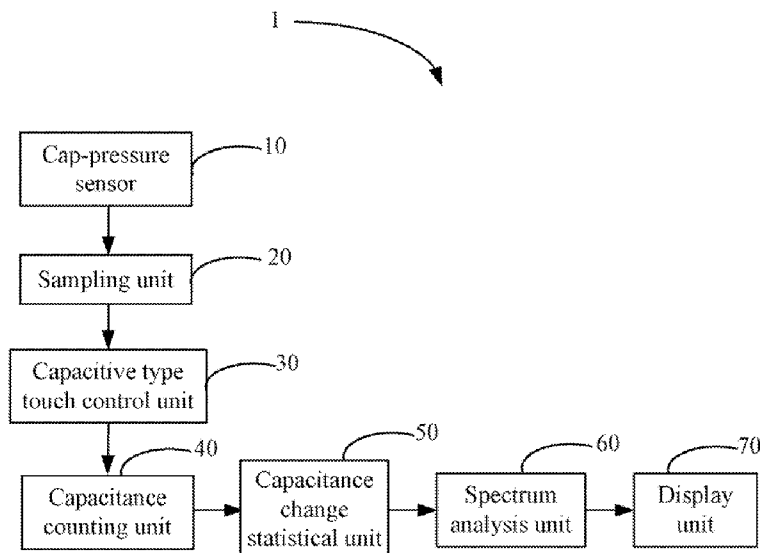 1
Cap-pressure
sensor
10
Sampling unit
20
Capacitive type
touch control unit
30
Capacitance
counting unit
40
Capacitance
change
statistical unit
50
Spectrum
analysis unit
60
Display
unit
70